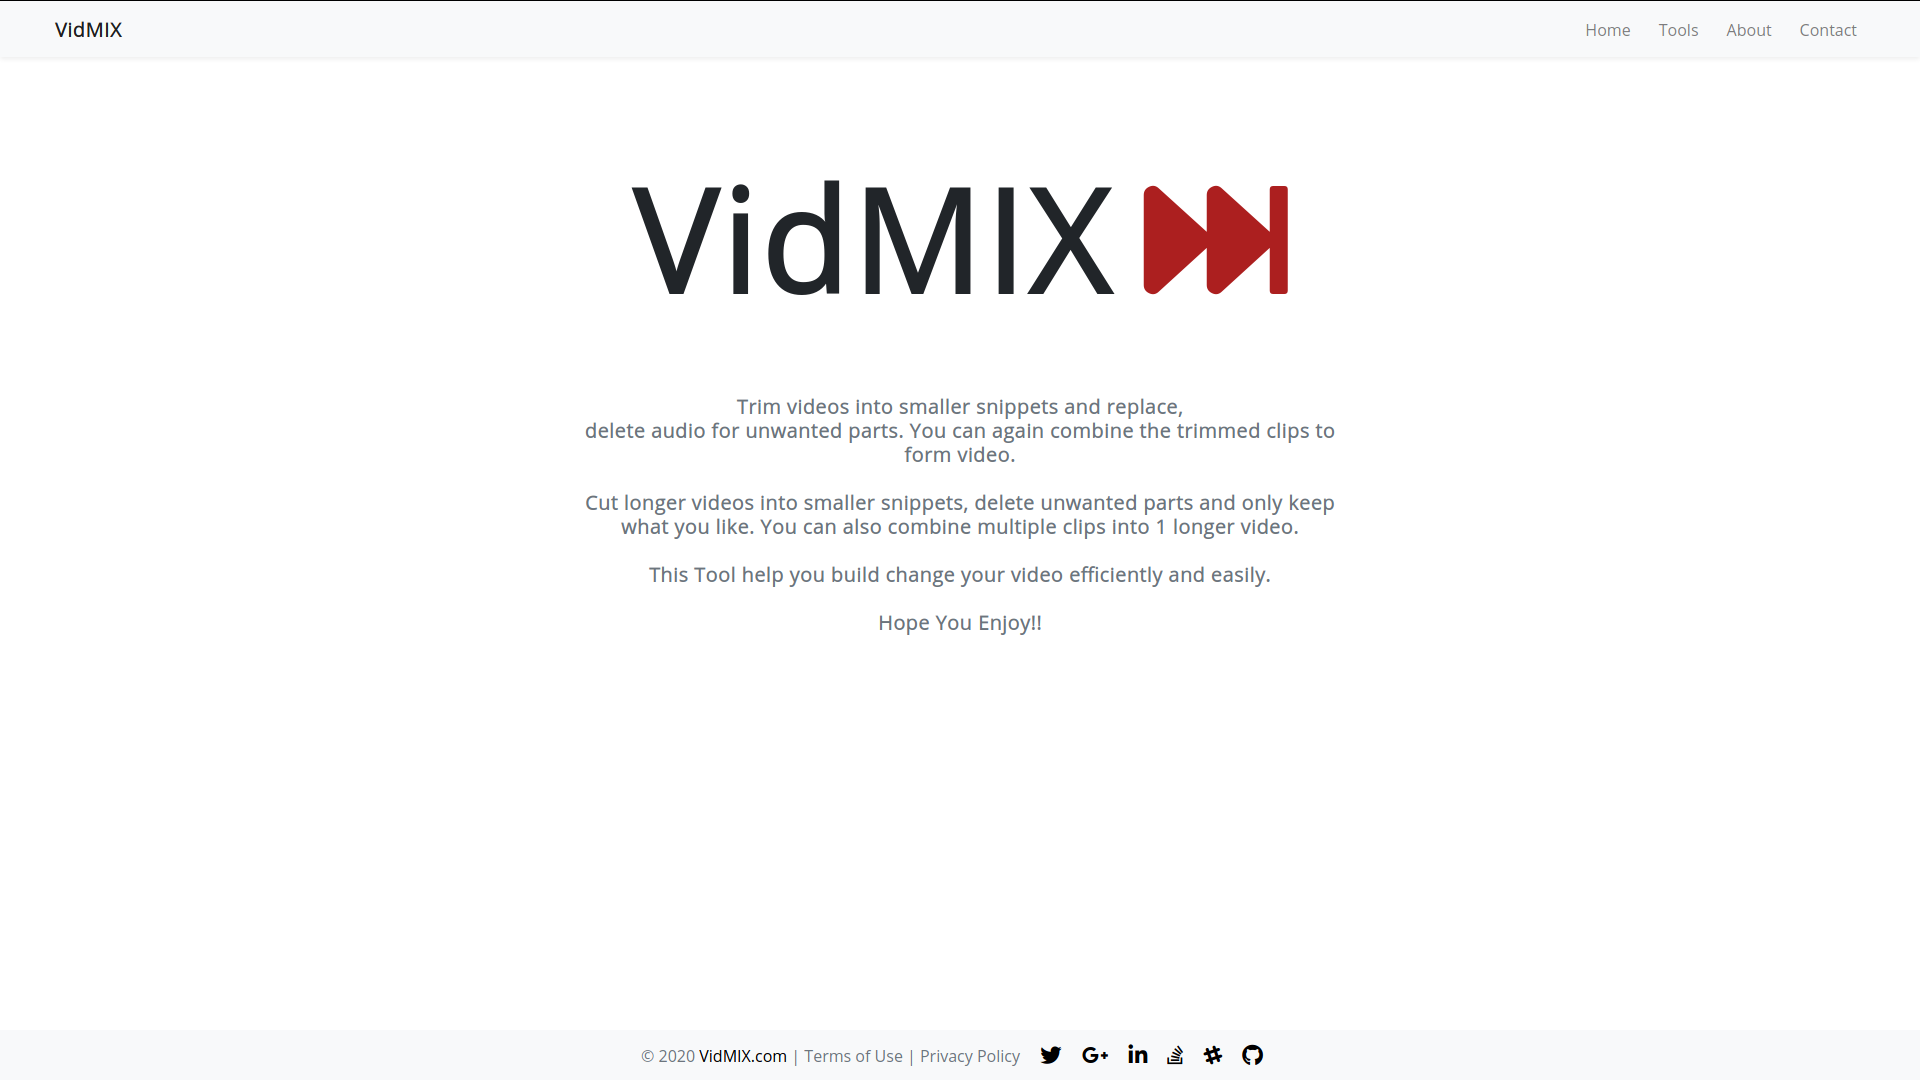 VidMIX
Home
Tools
About
Contact
VidMIX
Trim videos into smaller snippets and replace,
delete audio for unwanted parts. You can again combine the trimmed clips to
form video.
Cut longer videos into smaller snippets, delete unwanted parts and only keep
what you like. You can also combine multiple clips into 1 longer video.
This Tool help you build change your video efficiently and easily.
Hope You Enjoy!!
© 2020 VidMIX.com | Terms of Use | Privacy Policy